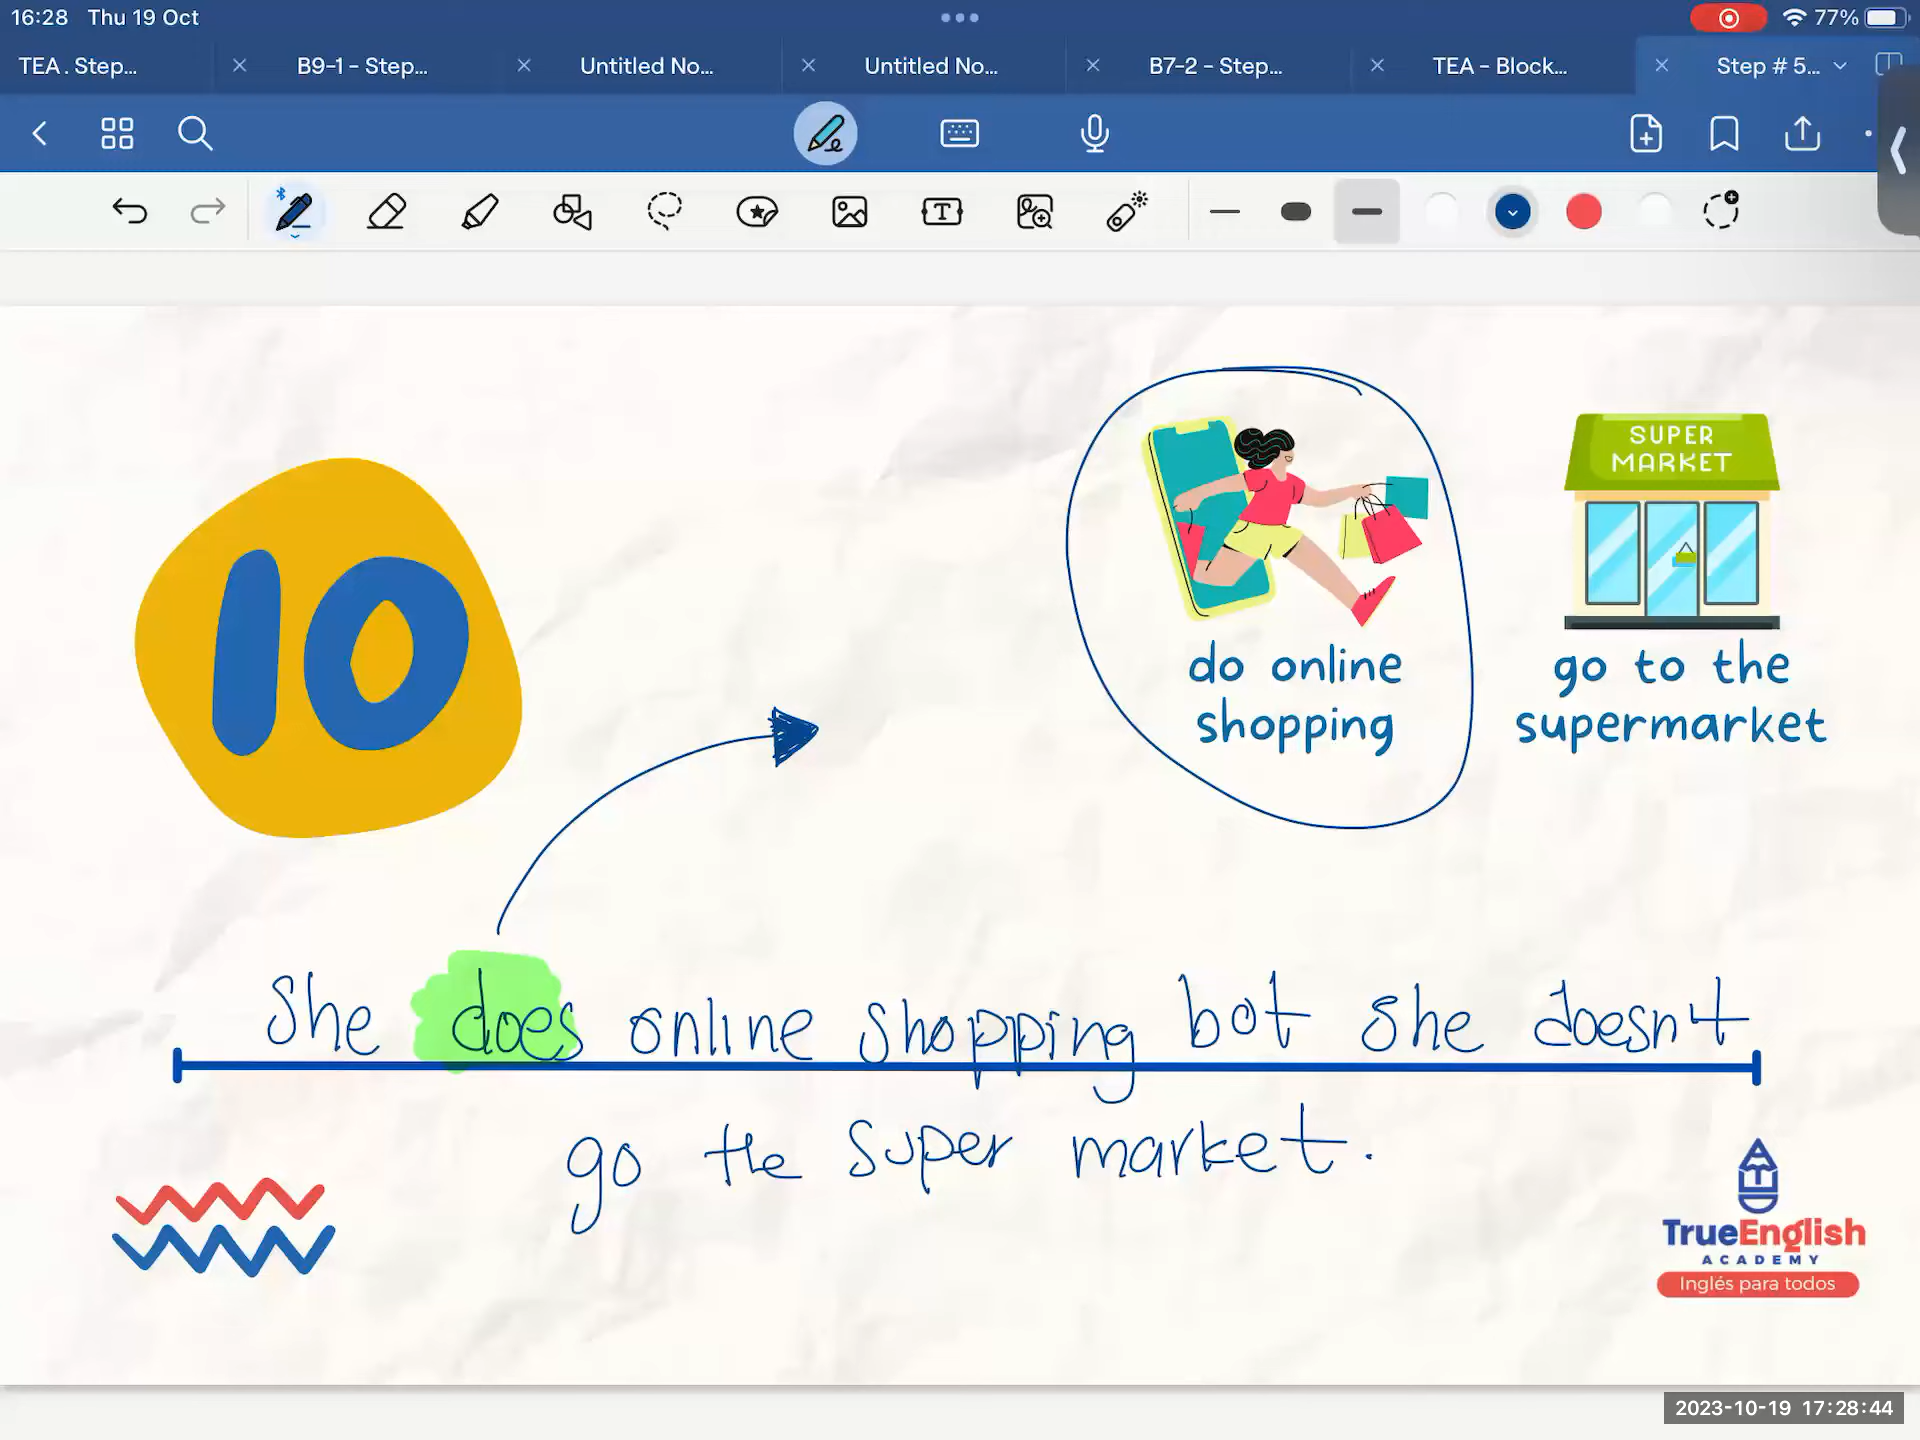 16:28 Thu 19 Oct
77%
TEA . Step... B9-1 - Step... Untitled No... Untitled No... B7-2 - Step... TEA - Block... Step # 5...
SUPER
MARKET
10
do online
shopping
go to the
supermarket
She does online shopping bot she doesn't
go the super market.
TrueEnglish
ACADEMY
Inglés para todos
2023-10-19 17:28:44